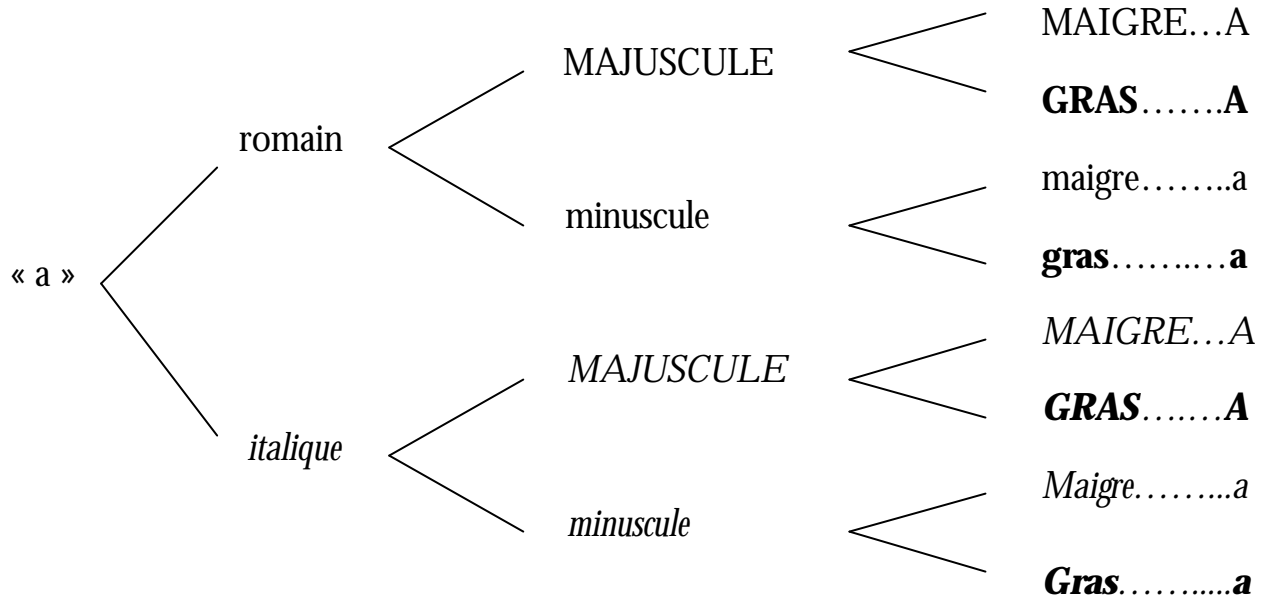 MAIGRE…A
MAJUSCULE
GRAS…….A
romain
maigre……..a
minuscule
gras…….…a
« a »
MAIGRE…A
MAJUSCULE
GRAS….…A
italique
Maigre……...a
minuscule
Gras…….....a